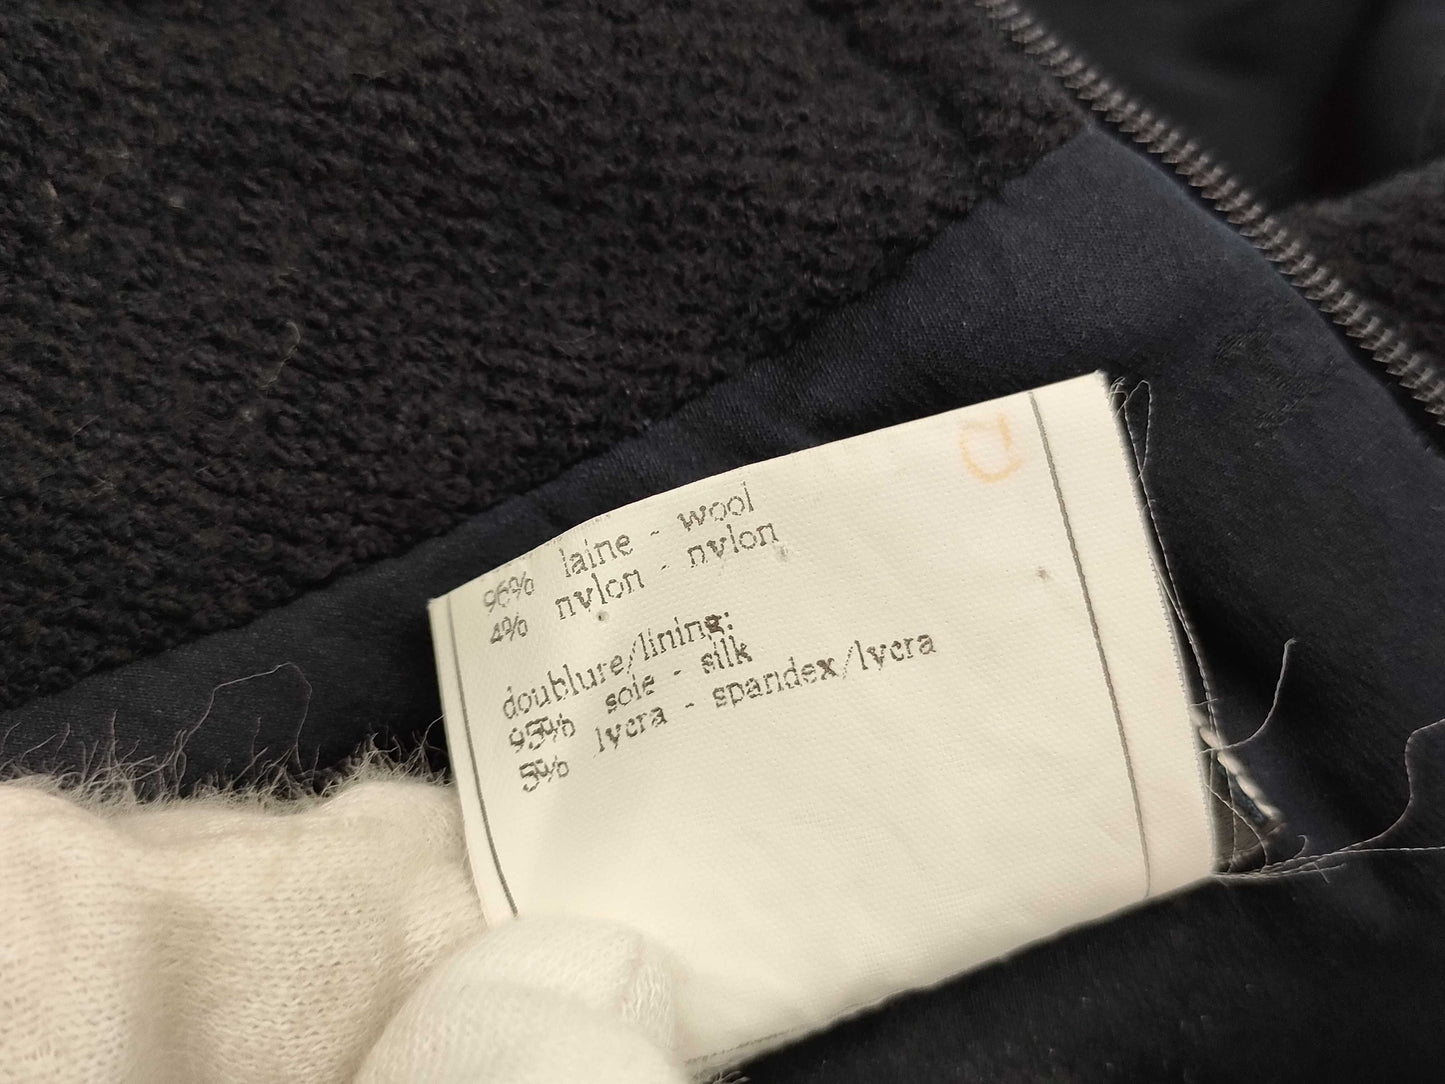 96% laine - wool
4% nylon - nylon
doublure/lining:
95% soie - silk
5% lycra - spandex/lycra